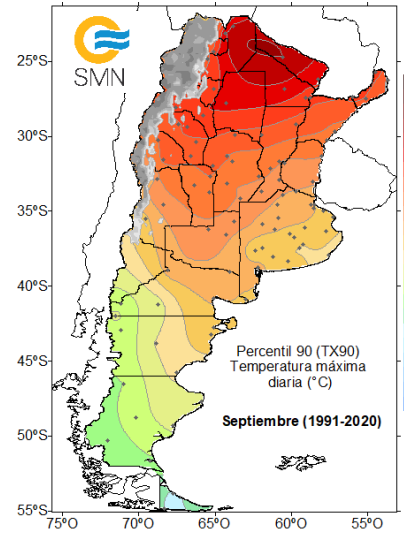 SMN
25°S
30°S
35°S
40°S
45°S
50°S
55°S
Percentil 90 (TX90)
Temperatura máxima
diaria (°C)
Septiembre (1991-2020)
75°O
70°O
65°O
60°O
55°O